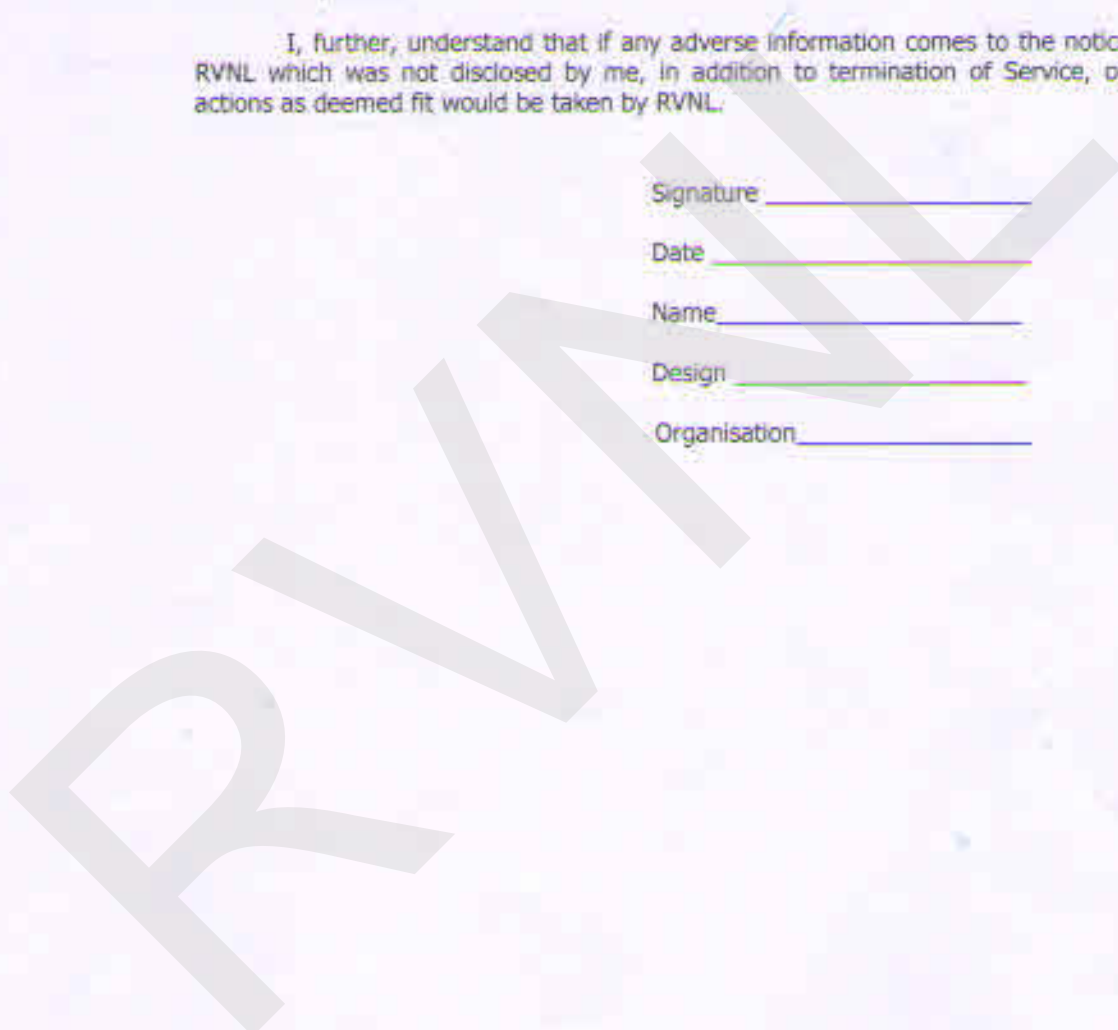 I, further, understand that if any adverse information comes to the notic
RVNL which was not disclosed by me, in addition to termination of Service, o
actions as deemed fit would be taken by RVNL.
Signature
Date
Name
Design
Organisation
RVNL